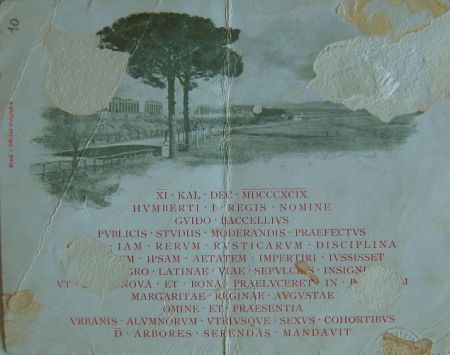 10
XI · KAL · DEC · MDCCCXCIX
HVMBERTI · I · REGIS · NOMINE
GVIDO · BACCELLIVS
PVBLICIS · STVDIIS · MODERANDIS · PRAEFECTVS
IAM · RERVM · RVSTICARVM · DISCIPLINA
IPSAM · AETATEM · IMPERTIRI · IVSSISSET
LATINAE · VIAE · SEPVLCRIS
VT · NOVA · ET · BONA · PRAELVCERET · IN
MARGARITAE · REGINAE · AVGVSTAE
OMINE · ET · PRAESENTIA
VRBANIS · ALVMNORVM · VTRIVSQVE · SEXVS · COHORTIBVS
D · ARBORES · SERENDAS · MANDAVIT